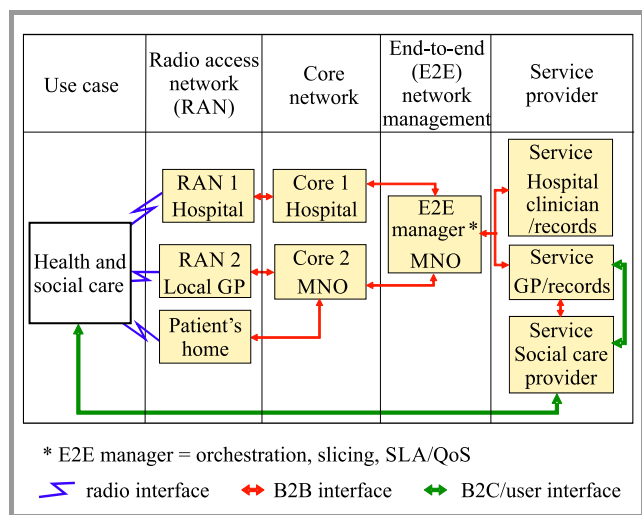 Use case
Radio access
network
(RAN)
Core
network
End-to-end
(E2E)
network
management
Service
provider
Health and
social care
RAN 1
Hospital
RAN 2
Local GP
Patient's
home
Core 1
Hospital
Core 2
MNO
E2E
manager *
MNO
Service
Hospital
clinician
/records
Service
GP/records
Service
Social care
provider
* E2E manager = orchestration, slicing, SLA/QoS
radio interface
B2B interface
B2C/user interface